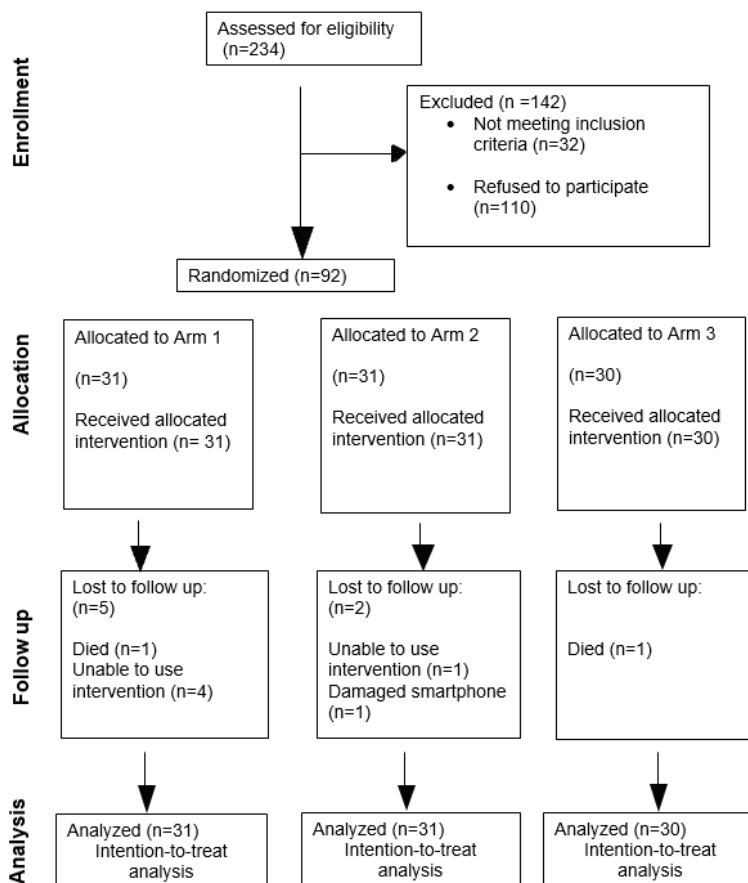 Enrollment
Assessed for eligibility
(n=234)
Excluded (n =142)
• Not meeting inclusion
criteria (n=32)
• Refused to participate
(n=110)
Randomized (n=92)
Allocation
Allocated to Arm 1
(n=31)
Received allocated
intervention (n= 31)
Allocated to Arm 2
(n=31)
Received allocated
intervention (n=31)
Allocated to Arm 3
(n=30)
Received allocated
intervention (n=30)
Follow up
Lost to follow up:
(n=5)
Died (n=1)
Unable to use
intervention (n=4)
Lost to follow up:
(n=2)
Unable to use
intervention (n=1)
Damaged smartphone
(n=1)
Lost to follow up:
Died (n=1)
Analysis
Analyzed (n=31)
Intention-to-treat
analysis
Analyzed (n=31)
Intention-to-treat
analysis
Analyzed (n=30)
Intention-to-treat
analysis